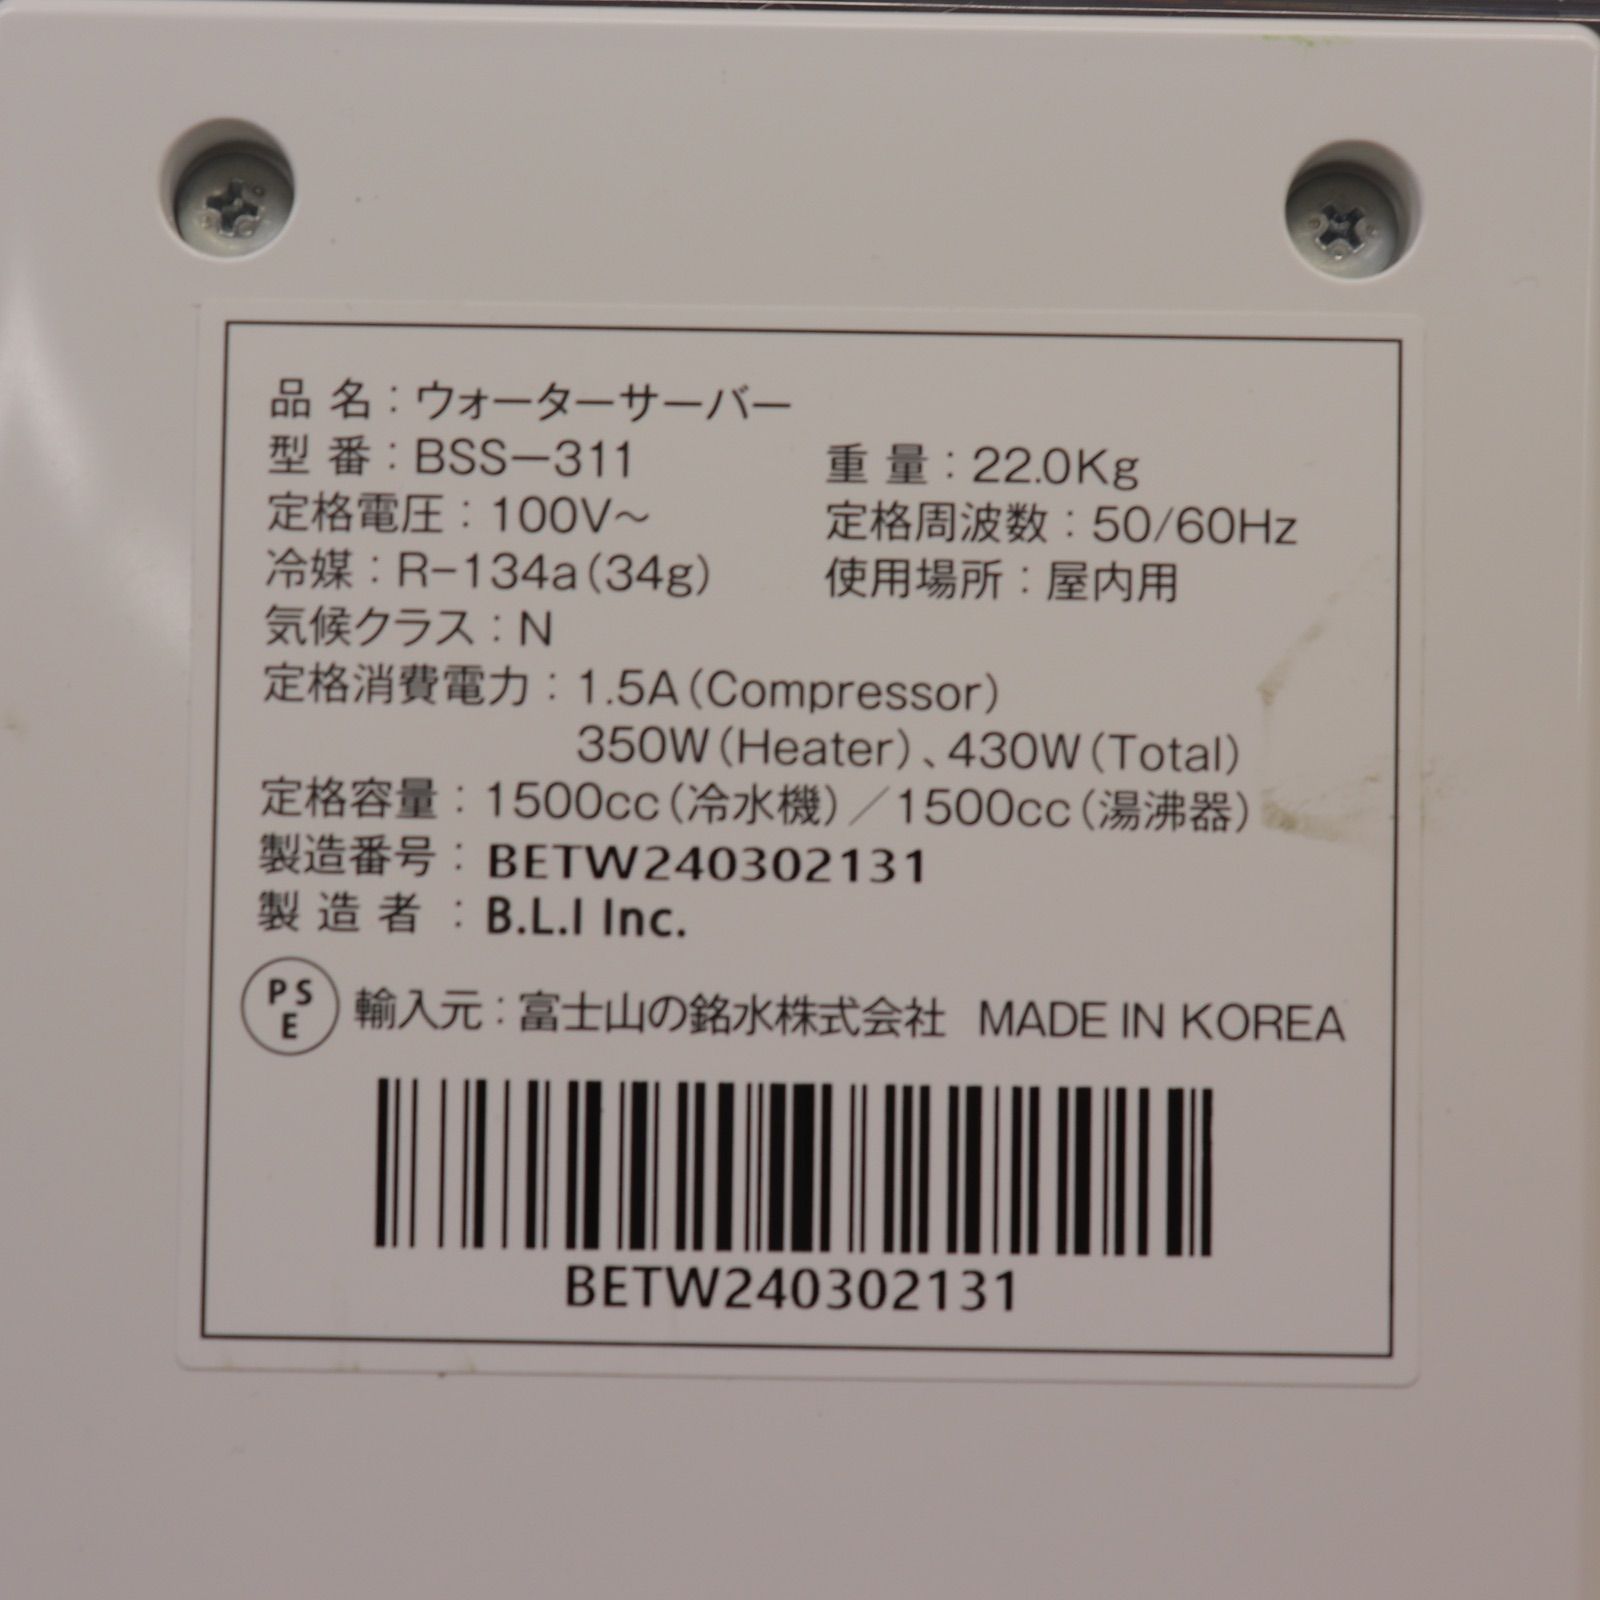 品 名：ウォーターサーバー
型 番：BSS－311 重 量：22.0Kg
定格電圧：100V～ 定格周波数：50/60Hz
冷媒：R-134a(34g) 使用場所：屋内用
気候クラス：N
定格消費電力：1.5A(Compressor)
350W(Heater)、430W(Total)
定格容量：1500cc(冷水機)／1500cc(湯沸器)
製造番号：BETW240302131
製 造 者 ：B.L.I Inc.
PS
E
輸入元：富士山の銘水株式会社 MADE IN KOREA
BETW240302131